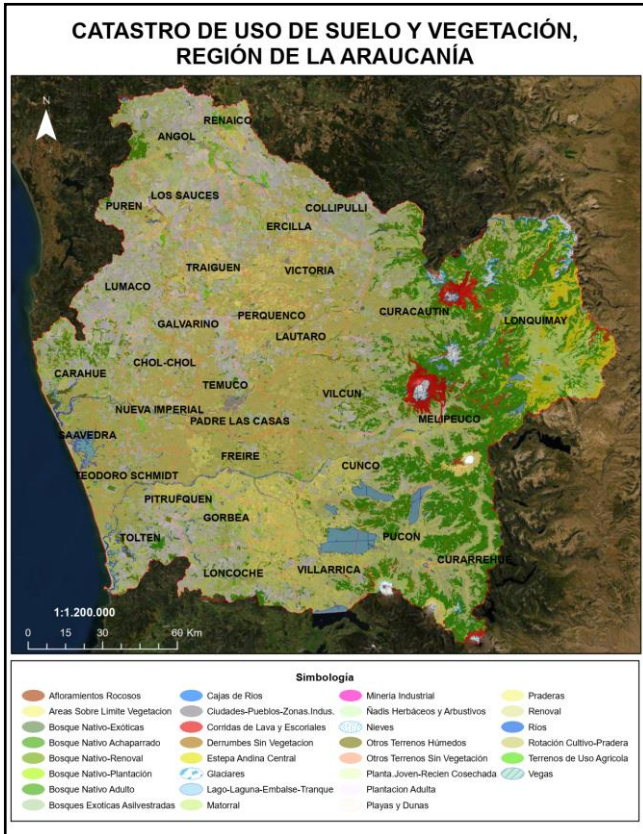 CATASTRO DE USO DE SUELO Y VEGETACIÓN,
REGIÓN DE LA ARAUCANÍA
N
RENAICO
ANGOL
LOS SAUCES
PUREN
COLLIPULLI
ERCILLA
TRAIGUEN
VICTORIA
LUMACO
CURACAUTIN
LONQUIMAY
PERQUENCO
GALVARINO
LAUTARO
CHOL-CHOL
CARAHUE
TEMUCO
VILCUN
NUEVA IMPERIAL
MELIPEUCO
PADRE LAS CASAS
SAAVEDRA
FREIRE
CUNCO
TEODORO SCHMIDT
PITRUFQUEN
GORBEA
TOLTEN
PUCON
CURARREHUE
LONCOCHE
VILLARRICA
1:1.200.000
0 15 30 60 Km
Simbología
Afloramientos Rocosos
Areas Sobre Limite Vegetacion
Bosque Nativo-Exóticas
Bosque Nativo Achaparrado
Bosque Nativo-Renoval
Bosque Nativo-Plantación
Bosque Nativo Adulto
Bosques Exoticas Asilvestradas
Cajas de Rios
Ciudades-Pueblos-Zonas.Indus.
Corridas de Lava y Escoriales
Derrumbes Sin Vegetacion
Estepa Andina Central
Glaciares
Lago-Laguna-Embalse-Tranque
Matorral
Mineria Industrial
Ñadis Herbáceos y Arbustivos
Nieves
Otros Terrenos Húmedos
Otros Terrenos Sin Vegetación
Planta.Joven-Recien Cosechada
Plantacion Adulta
Playas y Dunas
Praderas
Renoval
Ríos
Rotación Cultivo-Pradera
Terrenos de Uso Agricola
Vegas